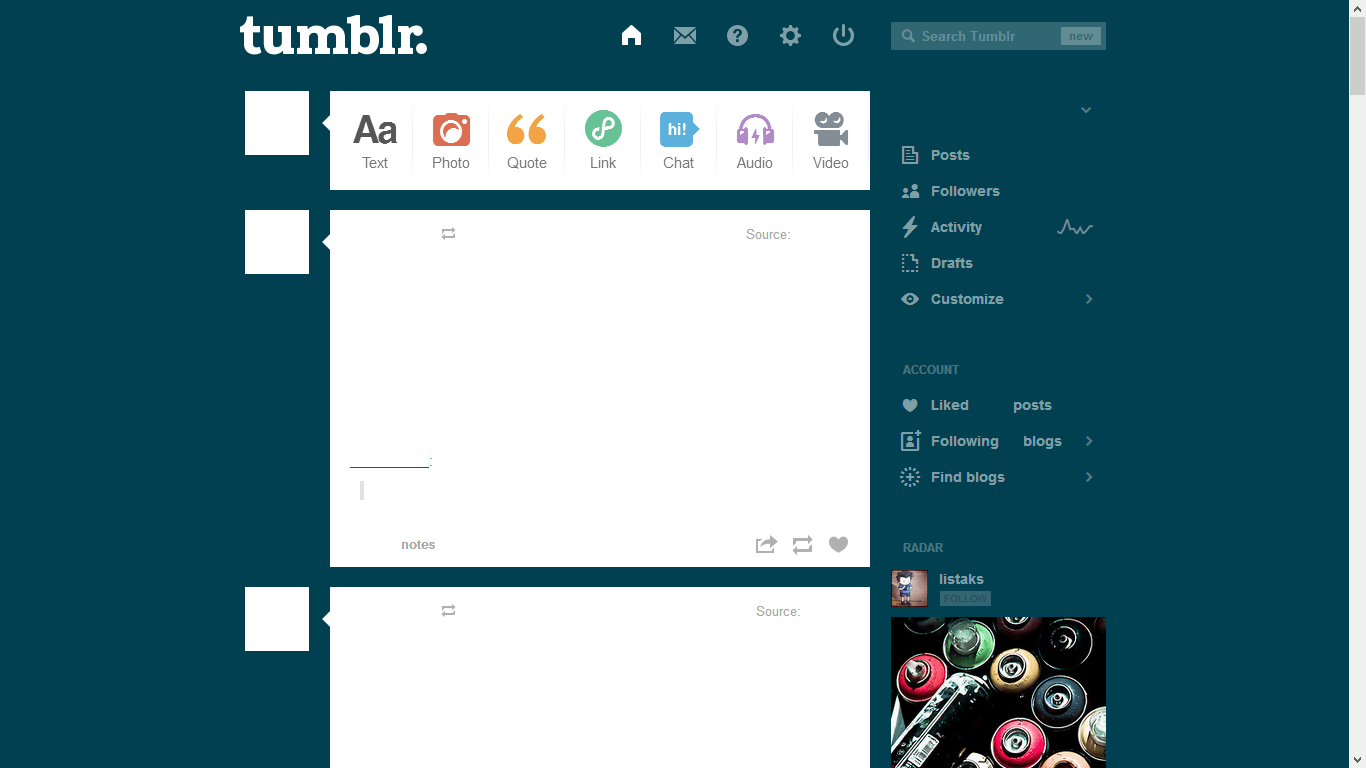 tumblr.
Search Tumblr new
Aa hi!
Text Photo Quote Link Chat Audio Video
Source:
:
notes
Source:
Posts
Followers
Activity
Drafts
Customize
ACCOUNT
Liked posts
Following blogs
Find blogs
RADAR
listaks
FOLLOW